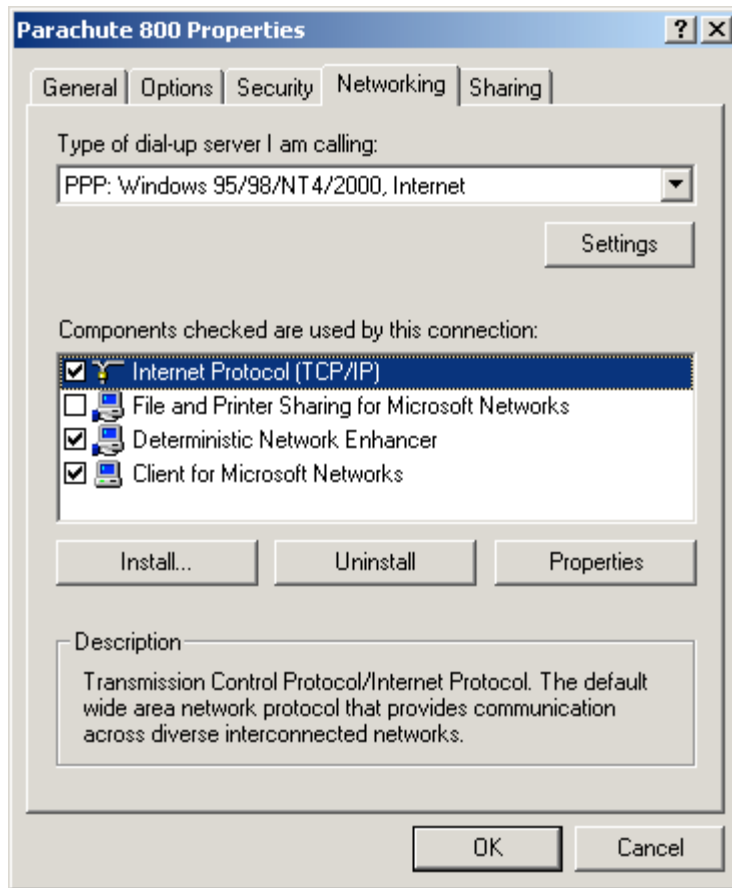 Parachute 800 Properties
General Options Security Networking Sharing
Type of dial-up server I am calling:
PPP: Windows 95/98/NT4/2000, Internet
Settings
Components checked are used by this connection:
Internet Protocol (TCP/IP)
File and Printer Sharing for Microsoft Networks
Deterministic Network Enhancer
Client for Microsoft Networks
Install... Uninstall Properties
Description
Transmission Control Protocol/Internet Protocol. The default
wide area network protocol that provides communication
across diverse interconnected networks.
OK Cancel